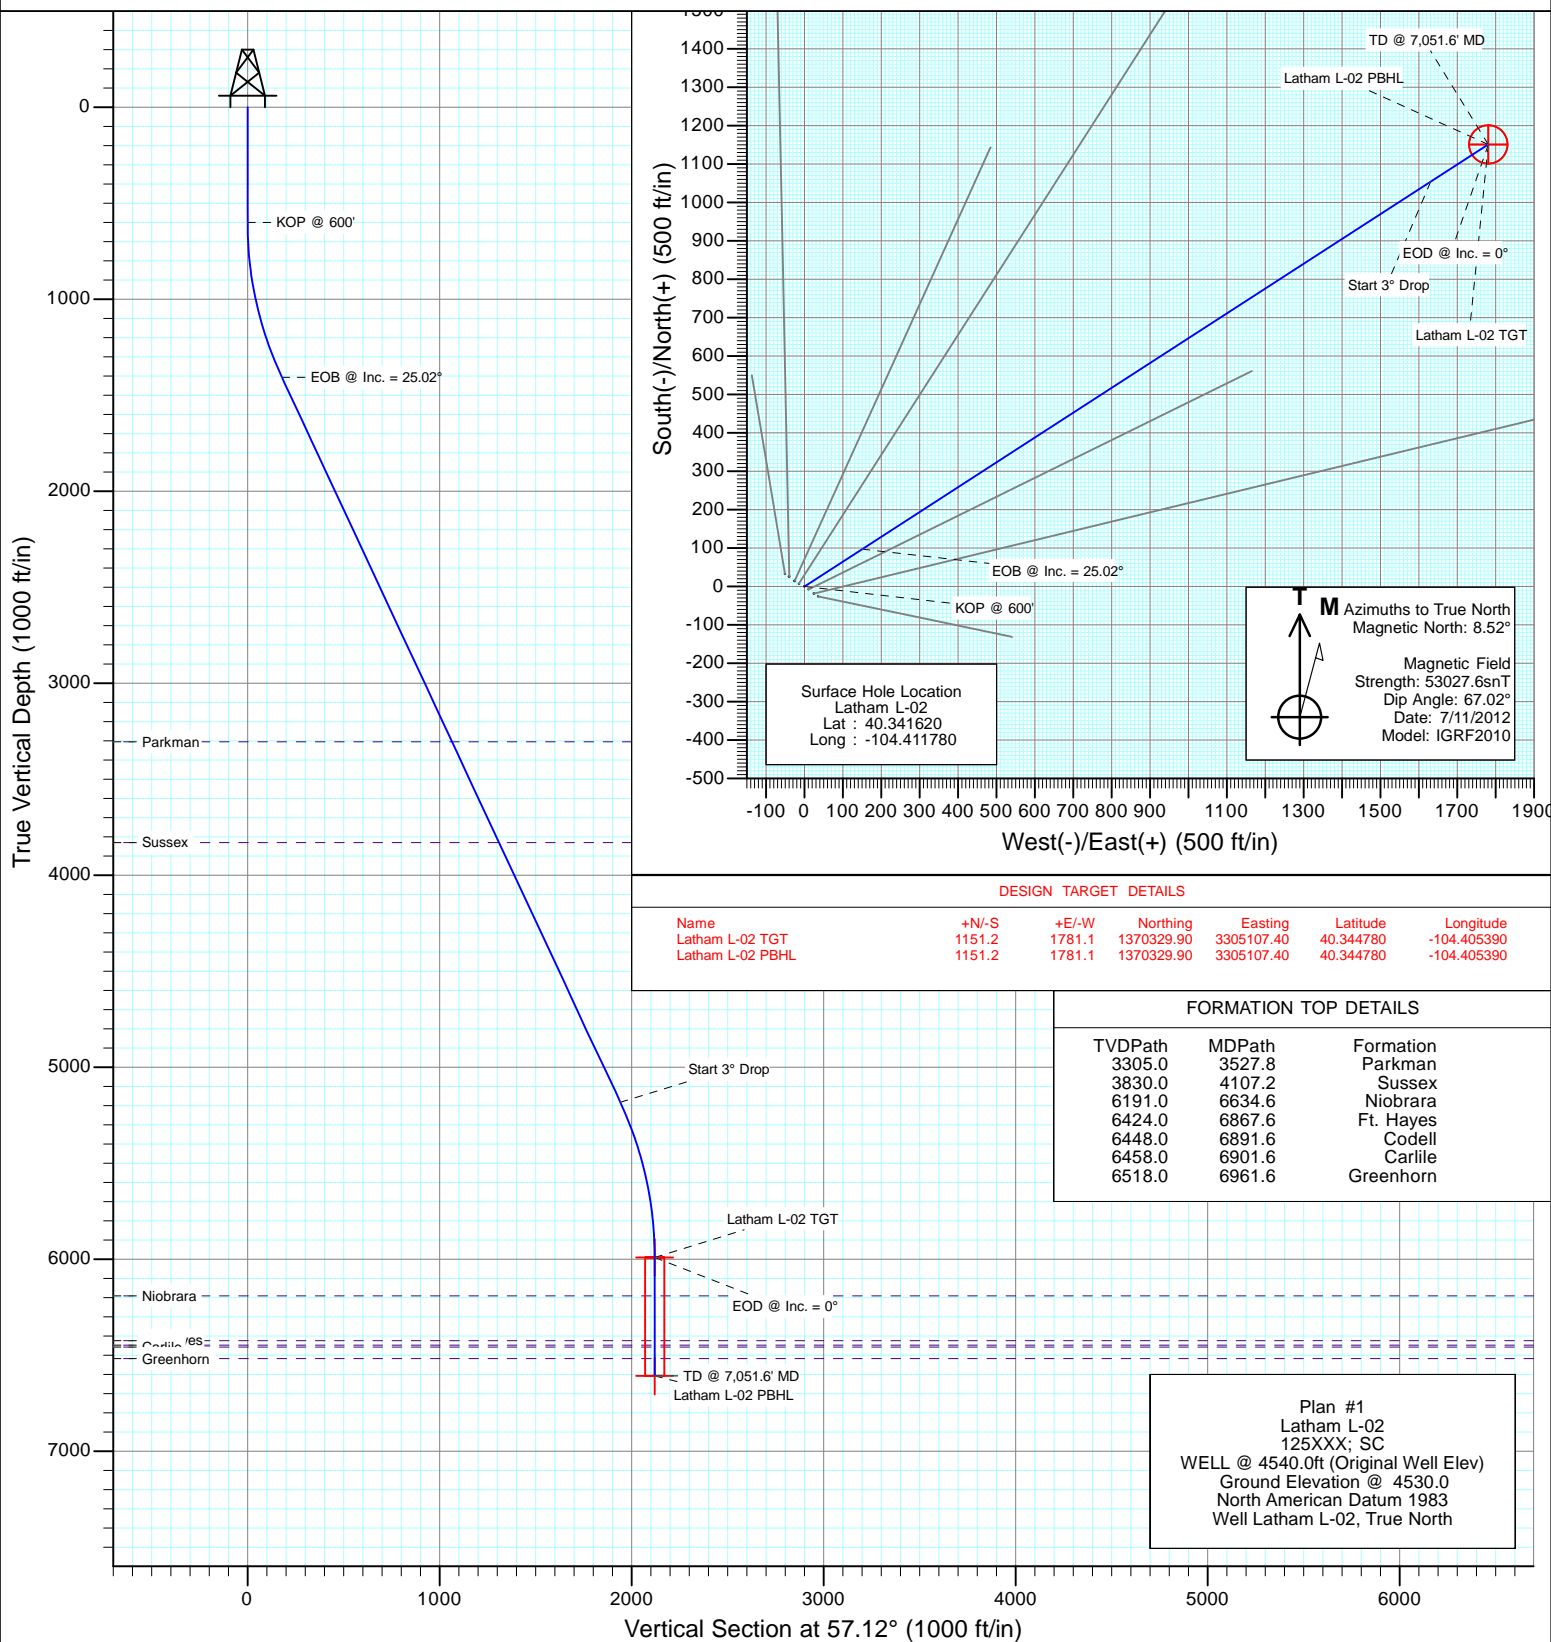 True Vertical Depth (1000 ft/in)
0
1000
2000
3000
4000
5000
6000
7000
KOP @ 600'
EOB @ Inc. = 25.02°
Parkman
Sussex
Start 3° Drop
Latham L-02 TGT
EOD @ Inc. = 0°
Niobrara
Carlile
Greenhorn
TD @ 7,051.6' MD
Latham L-02 PBHL
0
1000
2000
3000
4000
5000
6000
Vertical Section at 57.12° (1000 ft/in)
South(-)/North(+) (500 ft/in)
1500
1400
1300
1200
1100
1000
900
800
700
600
500
400
300
200
100
0
-100
-200
-300
-400
-500
TD @ 7,051.6' MD
Latham L-02 PBHL
EOD @ Inc. = 0°
Start 3° Drop
Latham L-02 TGT
EOB @ Inc. = 25.02°
KOP @ 600'
-100 0 100 200 300 400 500 600 700 800 900 1100 1300 1500 1700 1900
West(-)/East(+) (500 ft/in)
Surface Hole Location
Latham L-02
Lat : 40.341620
Long : -104.411780
T
M
Azimuths to True North
Magnetic North: 8.52°
Magnetic Field
Strength: 53027.6snT
Dip Angle: 67.02°
Date: 7/11/2012
Model: IGRF2010
DESIGN TARGET DETAILS
Name +N/-S +E/-W Northing Easting Latitude Longitude
Latham L-02 TGT 1151.2 1781.1 1370329.90 3305107.40 40.344780 -104.405390
Latham L-02 PBHL 1151.2 1781.1 1370329.90 3305107.40 40.344780 -104.405390
FORMATION TOP DETAILS
TVDPath MDPath Formation
3305.0 3527.8 Parkman
3830.0 4107.2 Sussex
6191.0 6634.6 Niobrara
6424.0 6867.6 Ft. Hayes
6448.0 6891.6 Codell
6458.0 6901.6 Carlile
6518.0 6961.6 Greenhorn
Plan #1
Latham L-02
125XXX; SC
WELL @ 4540.0ft (Original Well Elev)
Ground Elevation @ 4530.0
North American Datum 1983
Well Latham L-02, True North